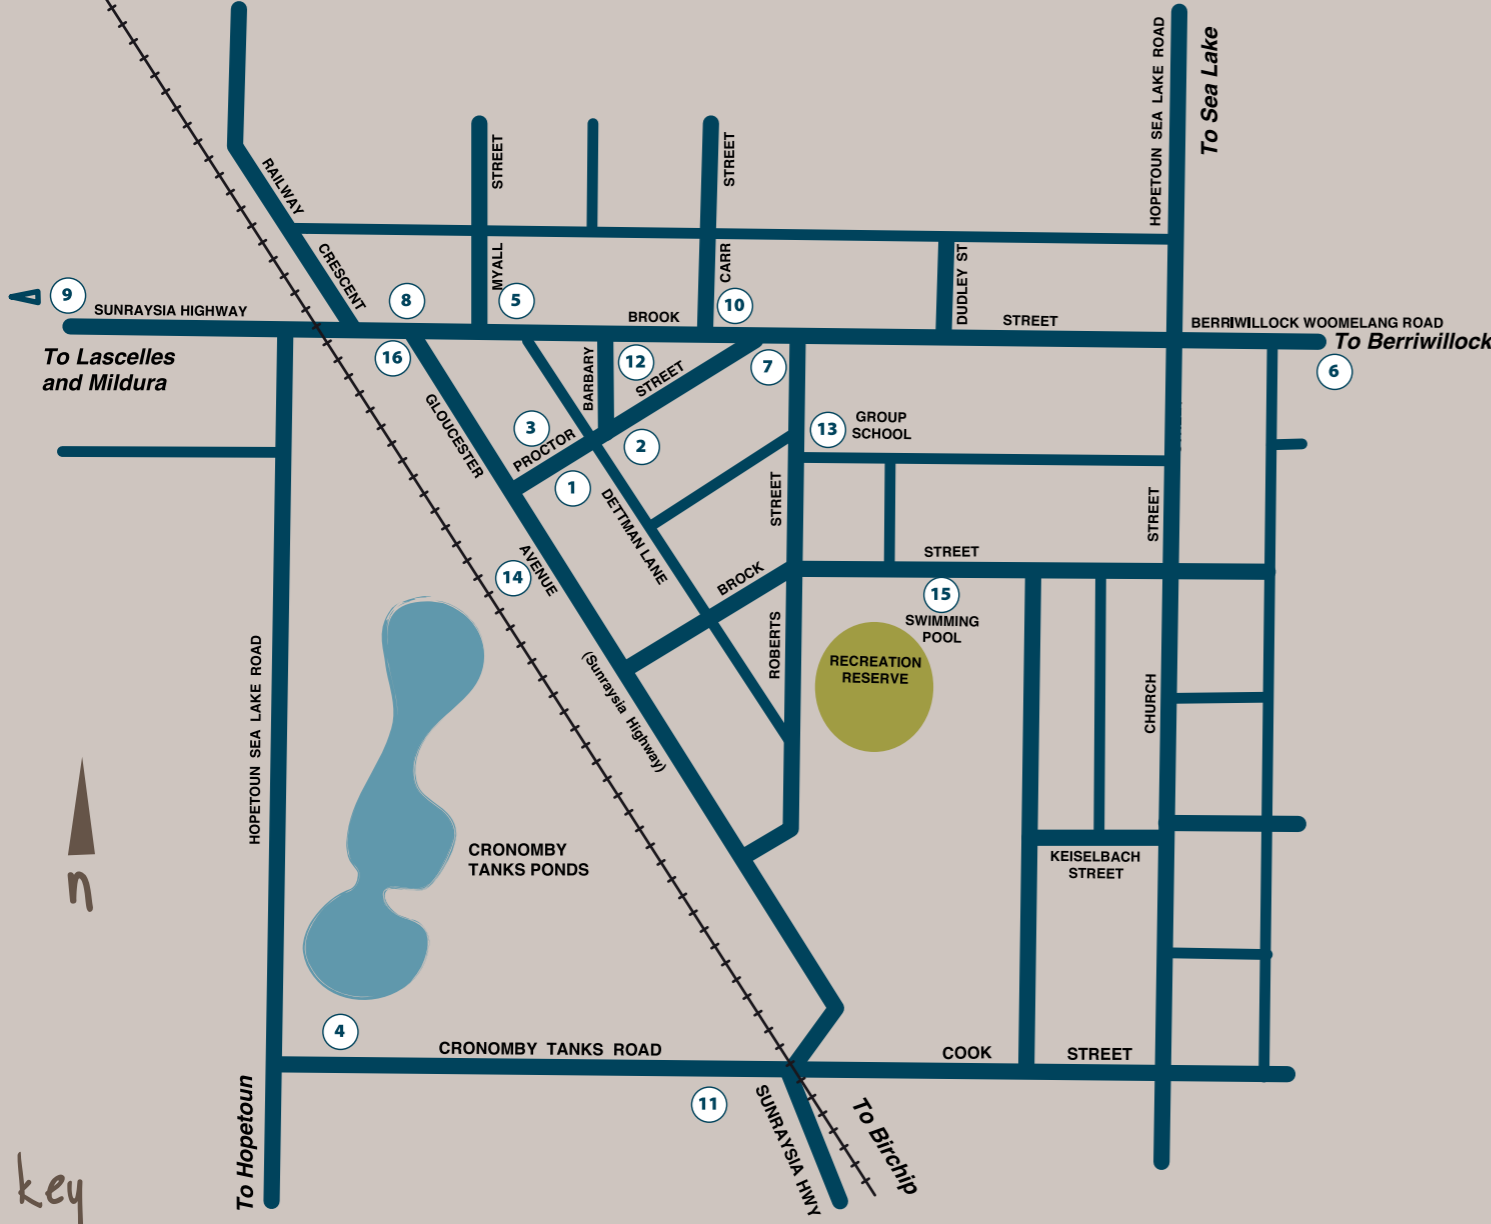 HOPETOUN SEA LAKE ROAD
To Sea Lake
RAILWAY
CRESCENT
STREET
MYALL
STREET
CARR
DUDLEY ST
9
8
5
10
SUNRAYSIA HIGHWAY
BROOK
STREET
BERRIWILLOCK WOOMELANG ROAD
To Berriwillock
6
To Lascelles
and Mildura
16
12
7
BARBARY
STREET
PROCTOR
3
2
1
13
GROUP
SCHOOL
GLOUCESTER
AVENUE
(Sunraysia Highway)
DETTMAN LANE
14
STREET
ROBERTS
BROCK
STREET
15
SWIMMING
POOL
RECREATION
RESERVE
STREET
CHURCH
HOPETOUN SEA LAKE ROAD
CRONOMBY
TANKS PONDS
KEISELBACH
STREET
n
4
CRONOMBY TANKS ROAD
COOK
STREET
11
SUNRAYSIA HWY
To Birchip
To Hopetoun
key